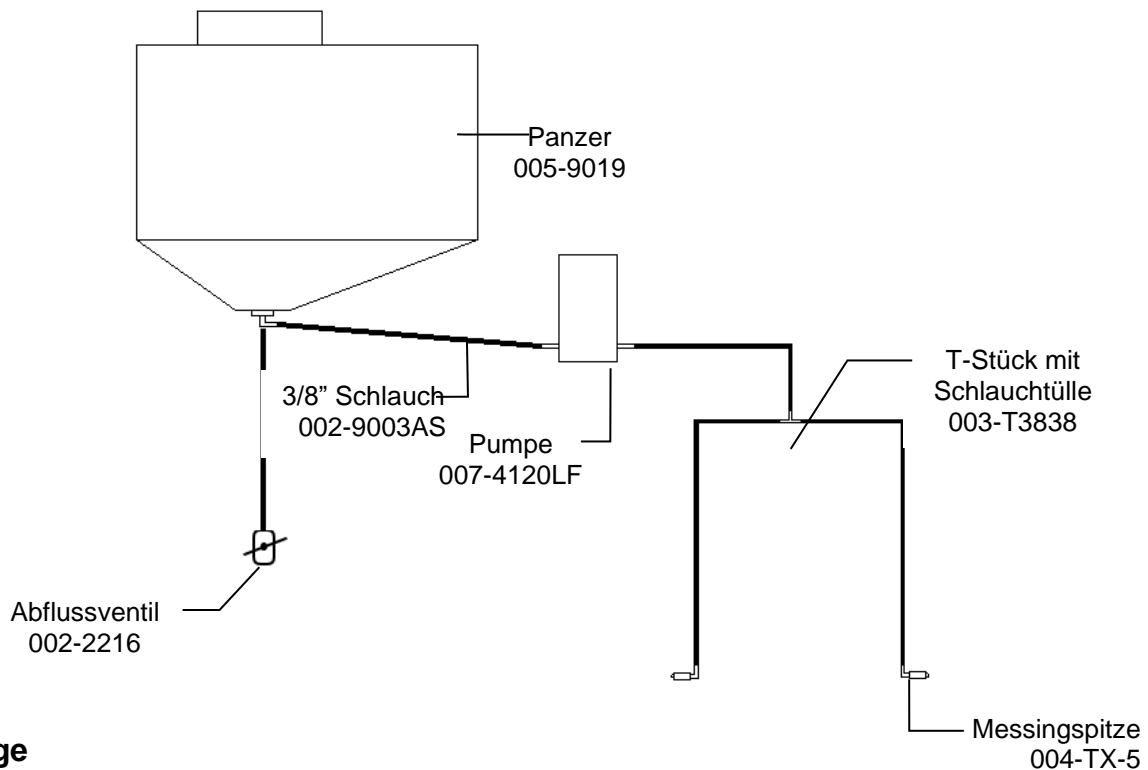 Panzer
005-9019
3/8” Schlauch
002-9003AS
Pumpe
007-4120LF
T-Stück mit
Schlauchtülle
003-T3838
Abflussventil
002-2216
Messingspitze
004-TX-5
ge